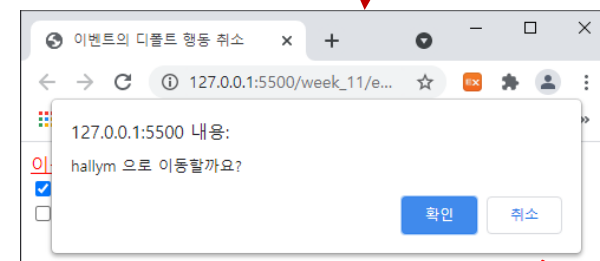 이벤트의 디폴트 행동 취소
127.0.0.1:5500/week_11/e...
EX
127.0.0.1:5500 내용:
hallym 으로 이동할까요?
확인
취소